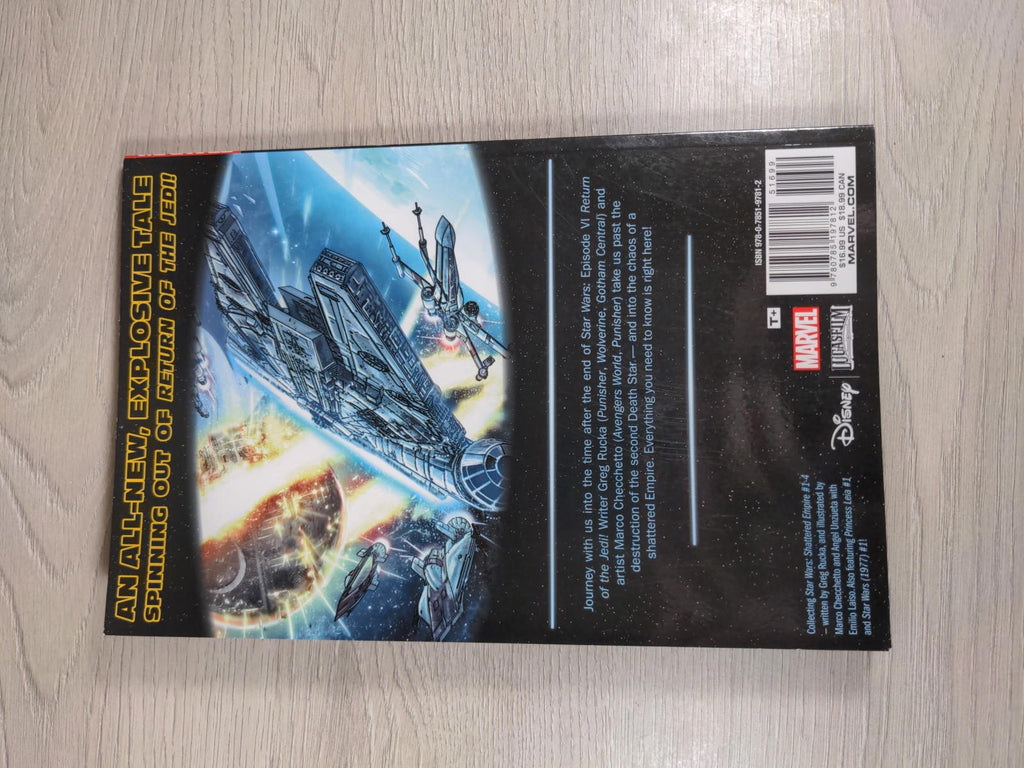 AN ALL-NEW, EXPLOSIVE TALE
SPINNING OUT OF RETURN OF THE JEDI!
Journey with us into the time after the end of Star Wars: Episode VI Return
of the Jedi! Writer Greg Rucka (Punisher, Wolverine, Gotham Central) and
artist Marco Checchetto (Avengers World, Punisher) take us past the
destruction of the second Death Star — and into the chaos of a
shattered Empire. Everything you need to know is right here!
Collecting Star Wars: Shattered Empire #1-4
– written by Greg Rucka, and illustrated by
Marco Checchetto and Angel Unzueta with
Emilio Laiso. Also featuring Princess Leia #1
and Star Wars (1977) #1!
Disney
MARVEL
LUCASFILM
T+
ISBN 978-0-7851-9781-2
51699
9 780785 197812
$16.99 US $18.99 CAN
MARVEL.COM